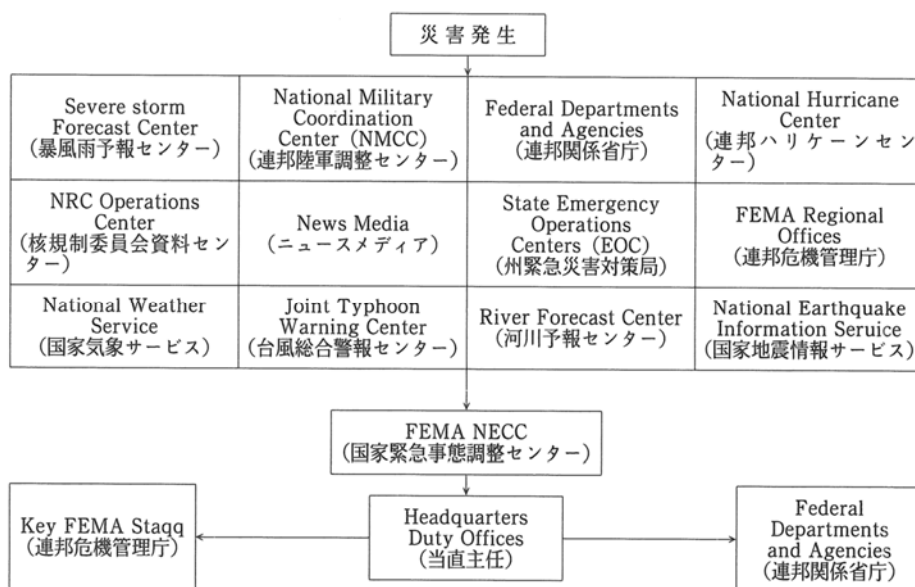 災害発生
Severe storm
Forecast Center
(暴風雨予報センター)
National Military
Coordination
Center (NMCC)
(連邦陸軍調整センター)
Federal Departments
and Agencies
(連邦関係省庁)
National Hurricane
Center
(連邦ハリケーンセン
ター)
NRC Operations
Center
(核規制委員会資料セン
ター)
News Media
(ニュースメディア)
State Emergency
Operations
Centers (EOC)
(州緊急災害対策局)
FEMA Regional
Offices
(連邦危機管理庁)
National Weather
Service
(国家気象サービス)
Joint Typhoon
Warning Center
(台風総合警報センター)
River Forecast Center
(河川予報センター)
National Earthquake
Information Seruice
(国家地震情報サービス)
FEMA NECC
(国家緊急事態調整センター)
Key FEMA Staqq
(連邦危機管理庁)
Headquarters
Duty Offices
(当直主任)
Federal
Departments
and Agencies
(連邦関係省庁)